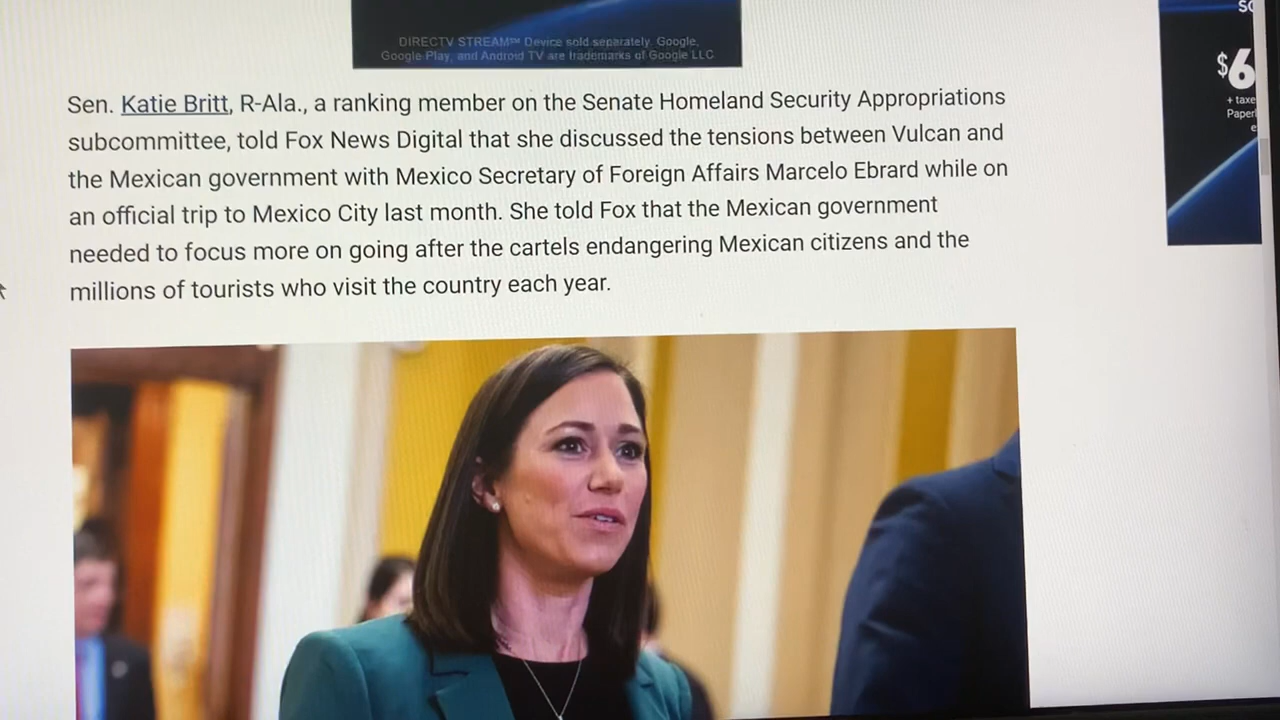 DIRECTV STREAM℠ Device sold separately. Google,
Google Play, and Android TV are trademarks of Google LLC
$6
+ taxe
Sen. Katie Britt, R-Ala., a ranking member on the Senate Homeland Security Appropriations
subcommittee, told Fox News Digital that she discussed the tensions between Vulcan and
the Mexican government with Mexico Secretary of Foreign Affairs Marcelo Ebrard while on
an official trip to Mexico City last month. She told Fox that the Mexican government
needed to focus more on going after the cartels endangering Mexican citizens and the
millions of tourists who visit the country each year.